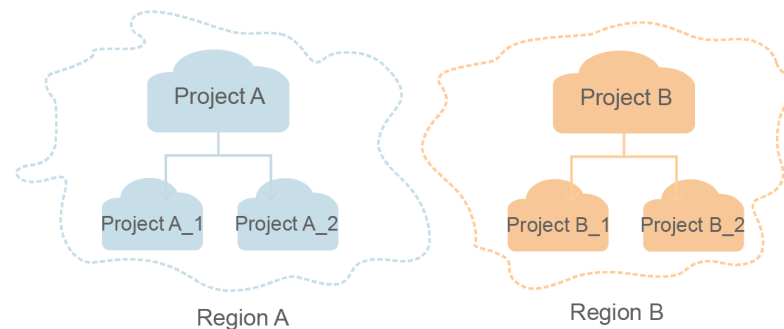 Project A
Project B
Project A_1
Project A_2
Project B_1
Project B_2
Region A
Region B